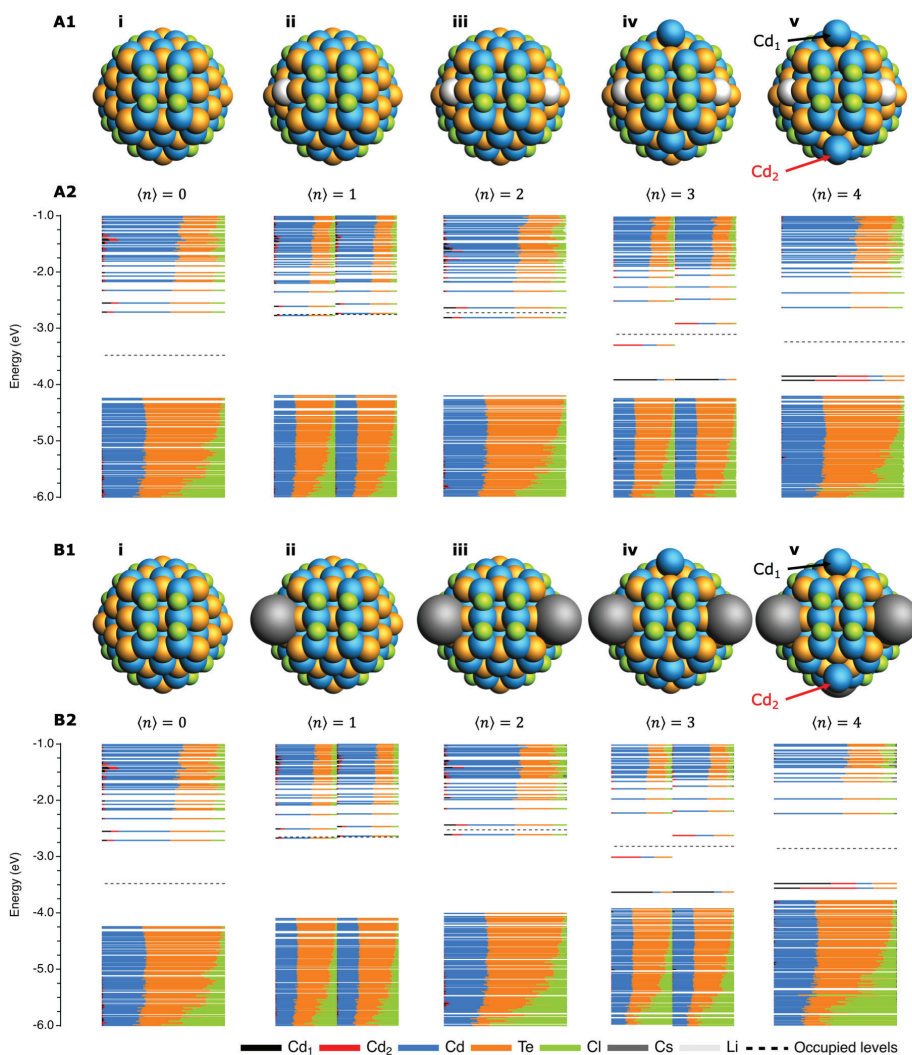 A1 i ii iii iv v
Cd1
Cd2
A2 ⟨n⟩ = 0 ⟨n⟩ = 1 ⟨n⟩ = 2 ⟨n⟩ = 3 ⟨n⟩ = 4
Energy (eV)
-1.0
-2.0
-3.0
-4.0
-5.0
-6.0
B1 i ii iii iv v
Cd1
Cd2
B2 ⟨n⟩ = 0 ⟨n⟩ = 1 ⟨n⟩ = 2 ⟨n⟩ = 3 ⟨n⟩ = 4
Energy (eV)
-1.0
-2.0
-3.0
-4.0
-5.0
-6.0
Cd1 Cd2 Cd Te Cl Cs Li Occupied levels